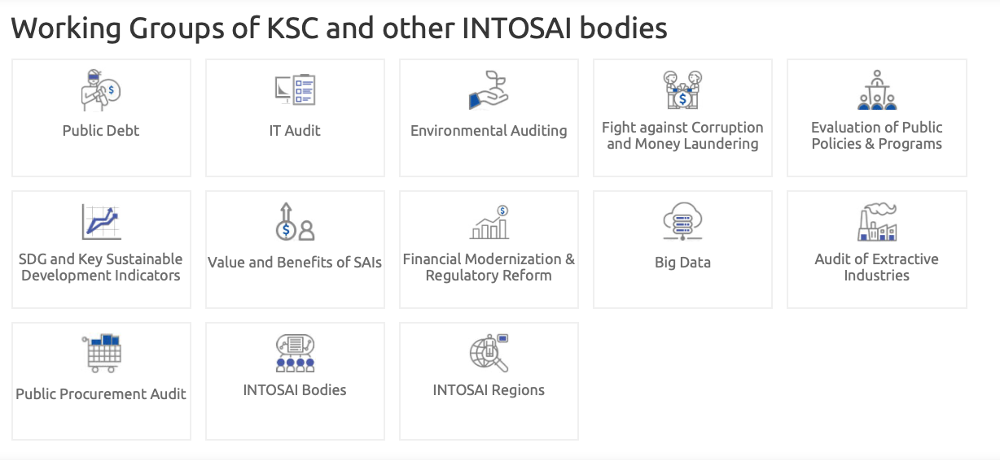 Working Groups of KSC and other INTOSAI bodies
$
Public Debt
IT Audit
Environmental Auditing
$
Fight against Corruption
and Money Laundering
Evaluation of Public
Policies & Programs
SDG and Key Sustainable
Development Indicators
$
Value and Benefits of SAIs
$
Financial Modernization &
Regulatory Reform
Big Data
Audit of Extractive
Industries
Public Procurement Audit
INTOSAI Bodies
INTOSAI Regions